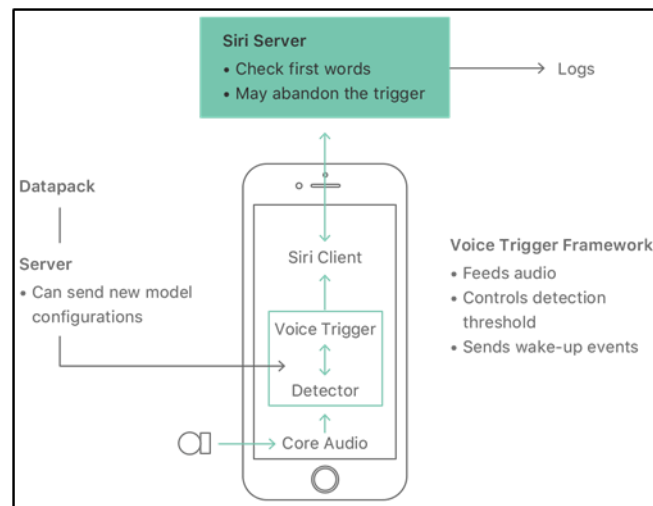 Siri Server
• Check first words
• May abandon the trigger
Logs
Datapack
Server
• Can send new model
configurations
Siri Client
Voice Trigger
Detector
Core Audio
Voice Trigger Framework
• Feeds audio
• Controls detection
threshold
• Sends wake-up events